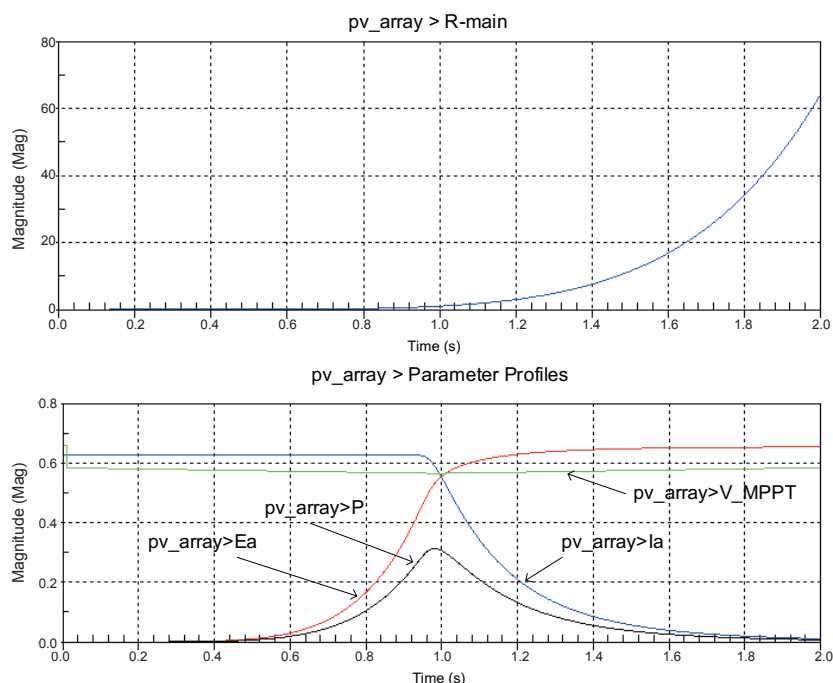 pv_array > R-main
Magnitude (Mag)
80
60
40
20
0
0.0 0.2 0.4 0.6 0.8 1.0 1.2 1.4 1.6 1.8 2.0
Time (s)
pv_array > Parameter Profiles
Magnitude (Mag)
0.8
0.6
0.4
0.2
0.0
pv_array>V_MPPT
pv_array>P
pv_array>Ea
pv_array>Ia
0.0 0.2 0.4 0.6 0.8 1.0 1.2 1.4 1.6 1.8 2.0
Time (s)